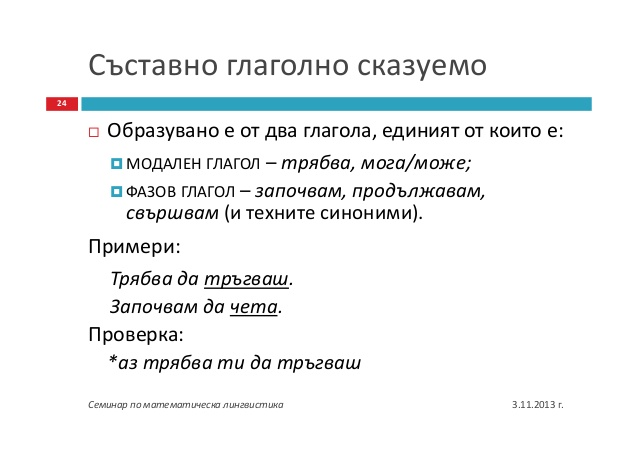 Съставно глаголно сказуемо
24
Образувано е от два глагола, единият от които е:
МОДАЛЕН ГЛАГОЛ – трябва, мога/може;
ФАЗОВ ГЛАГОЛ – започвам, продължавам,
свършвам (и техните синоними).
Примери:
Трябва да тръгваш.
Започвам да чета.
Проверка:
*аз трябва ти да тръгваш
Семинар по математическа лингвистика 3.11.2013 г.